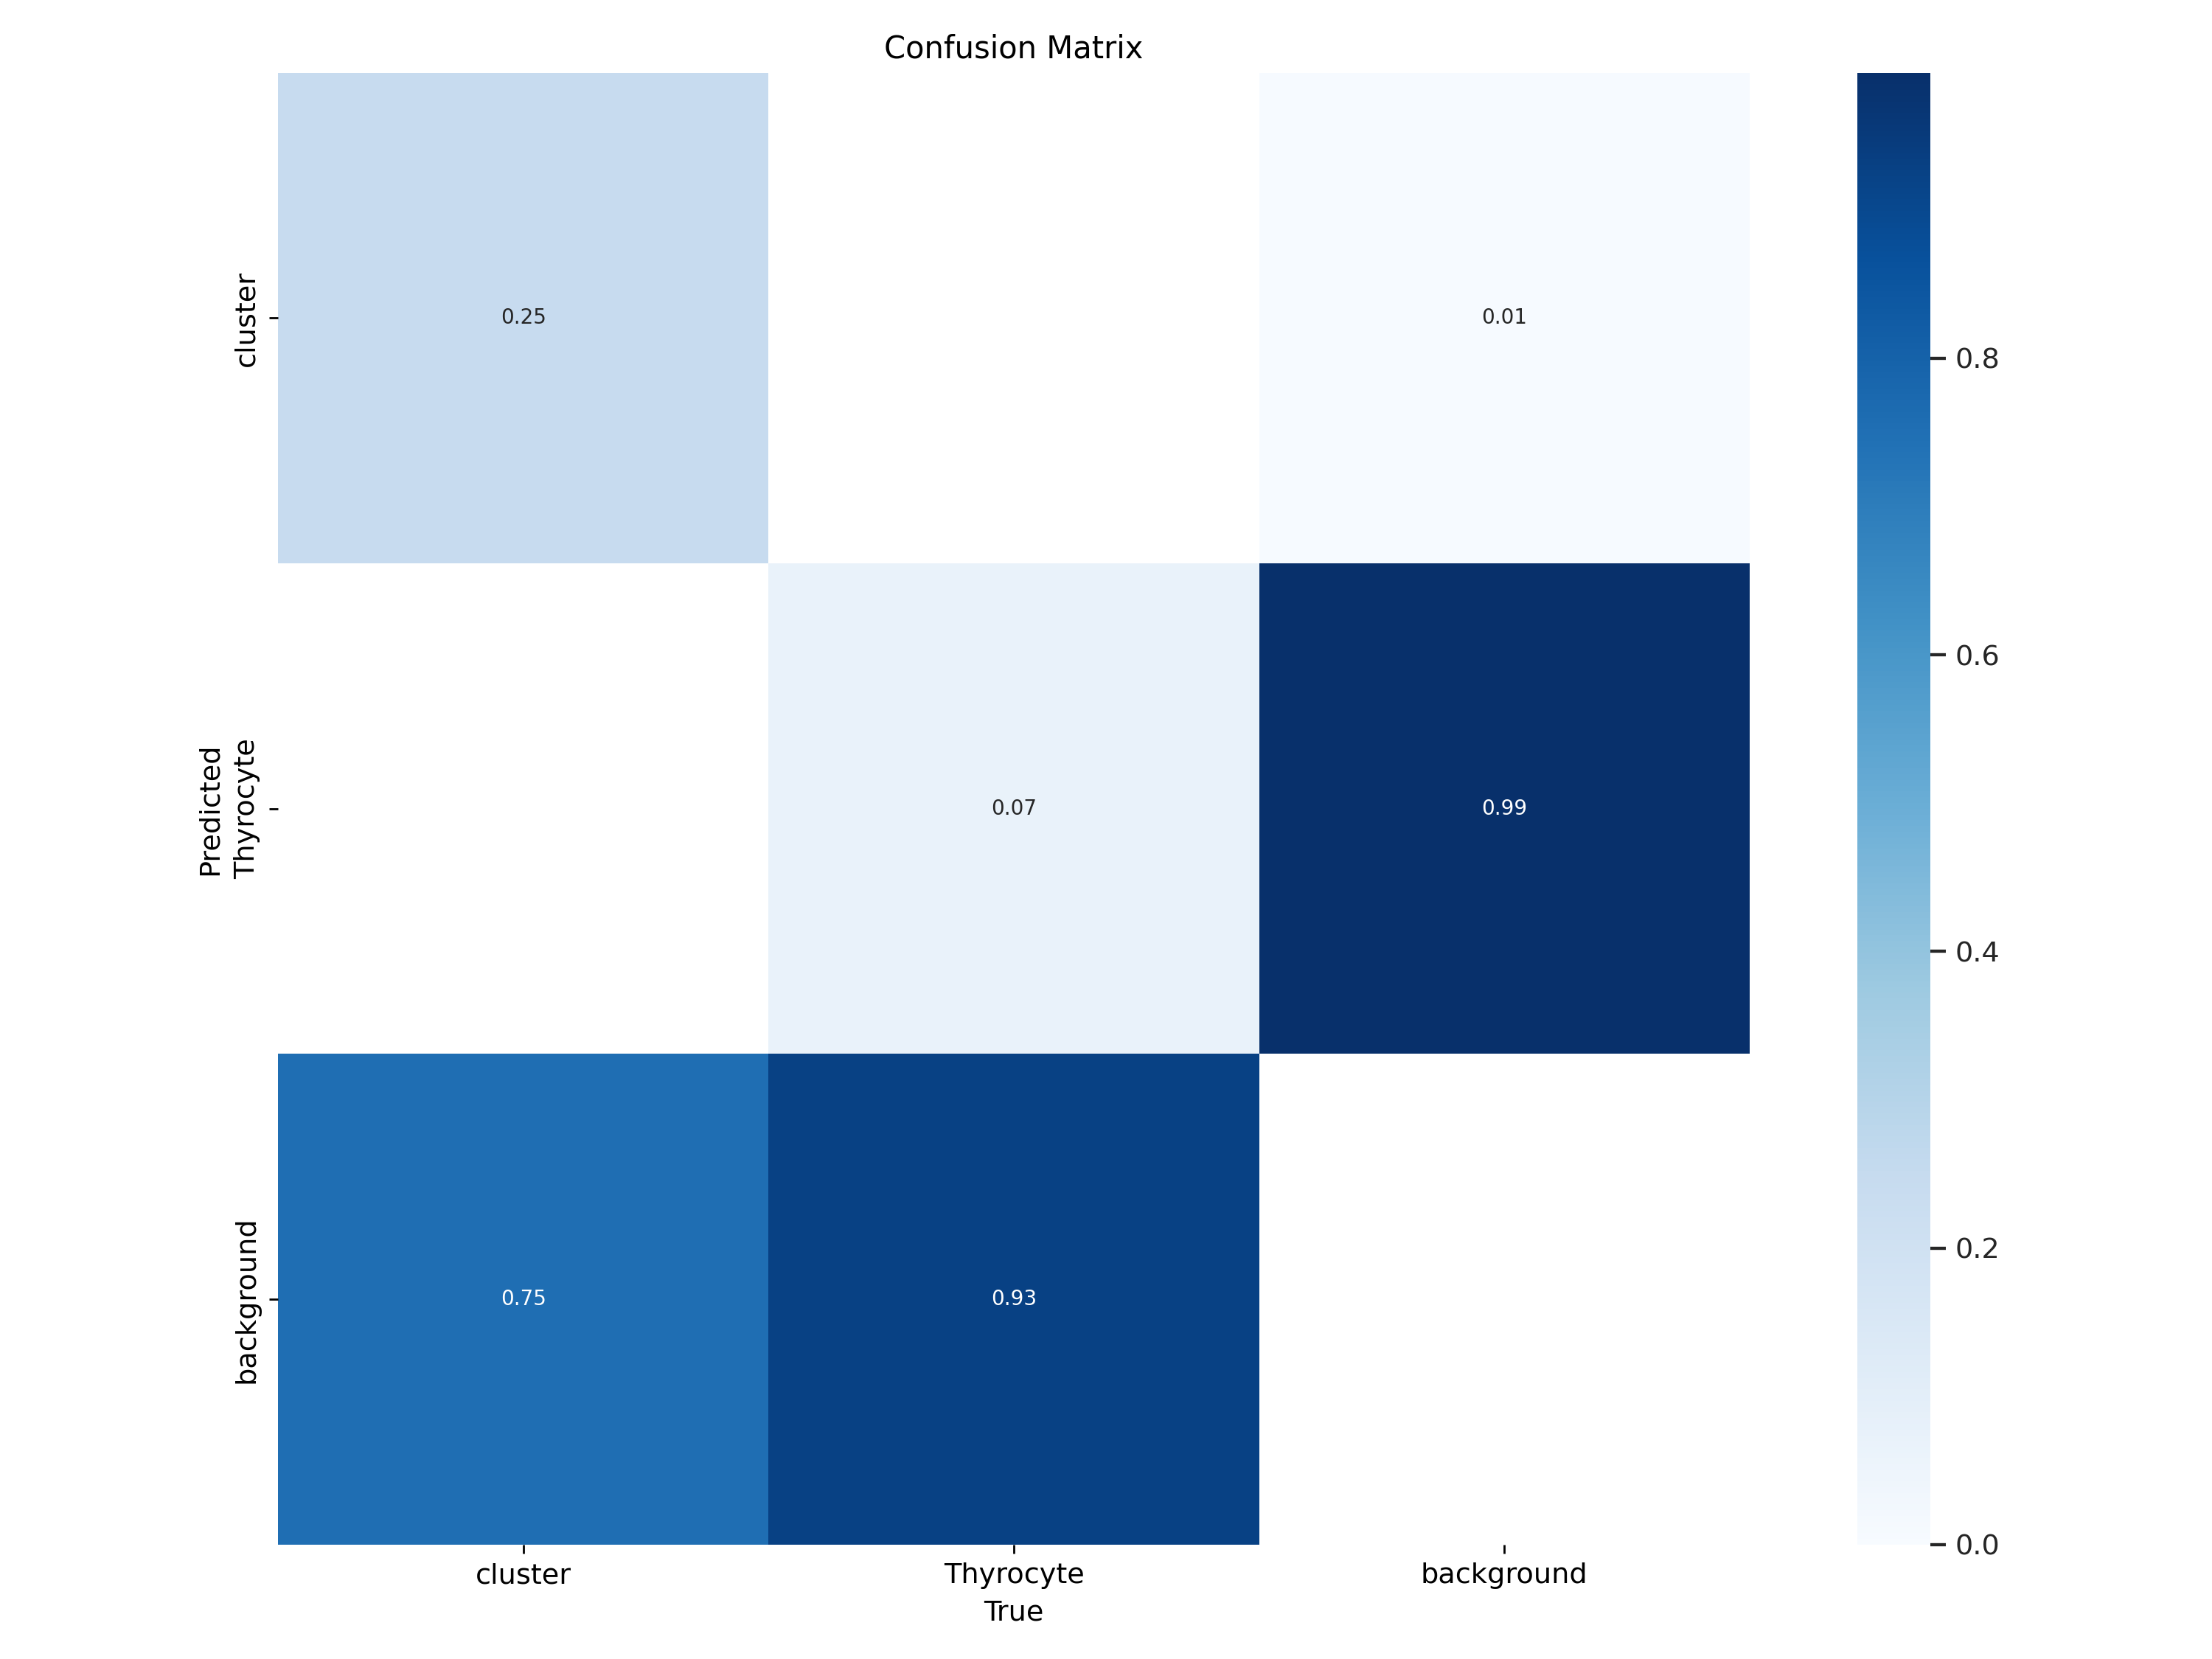 Confusion Matrix
cluster
0.25
0.01
0.8
0.6
Predicted
Thyrocyte
0.07
0.99
0.4
0.2
background
0.75
0.93
0.0
cluster
Thyrocyte
background
True